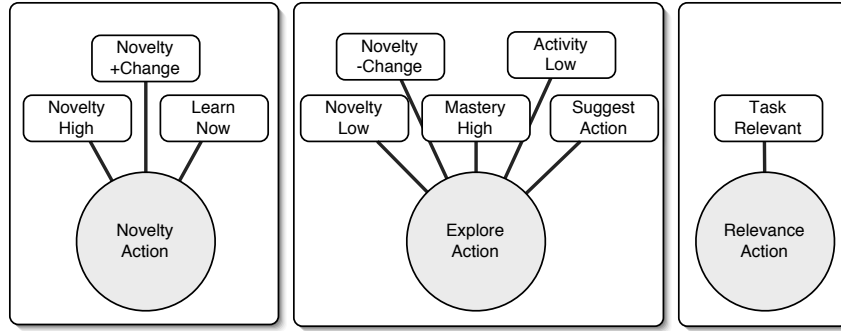 Novelty
+Change
Novelty
High
Learn
Now
Novelty
Action
Novelty
-Change
Activity
Low
Novelty
Low
Mastery
High
Suggest
Action
Explore
Action
Task
Relevant
Relevance
Action